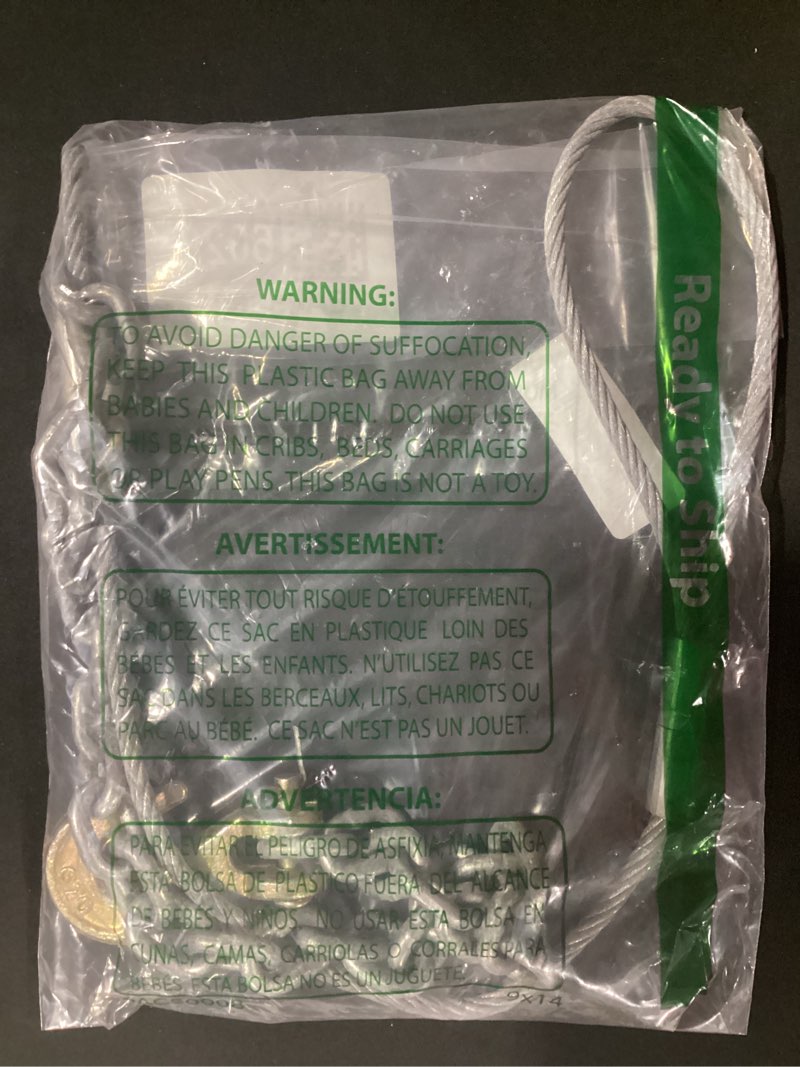 WARNING:
TO AVOID DANGER OF SUFFOCATION,
KEEP THIS PLASTIC BAG AWAY FROM
BABIES AND CHILDREN. DO NOT USE
THIS BAG IN CRIBS, BEDS, CARRIAGES
OR PLAY PENS. THIS BAG IS NOT A TOY.
AVERTISSEMENT:
POUR ÉVITER TOUT RISQUE D'ÉTOUFFEMENT,
GARDEZ CE SAC EN PLASTIQUE LOIN DES
BÉBÉS ET LES ENFANTS. N'UTILISEZ PAS CE
SAC DANS LES BERCEAUX, LITS, CHARIOTS OU
PARC AU BÉBÉ. CE SAC N'EST PAS UN JOUET.
ADVERTENCIA:
PARA EVITAR EL PELIGRO DE ASFIXIA, MANTENGA
ESTA BOLSA DE PLASTICO FUERA DEL ALCANCE
DE BEBES Y NINOS. NO USAR ESTA BOLSA EN
CUNAS, CAMAS, CARRIOLAS O CORRALES PARA
BEBES, ESTA BOLSA NO ES UN JUGUETE.
9X14
Ready to Ship